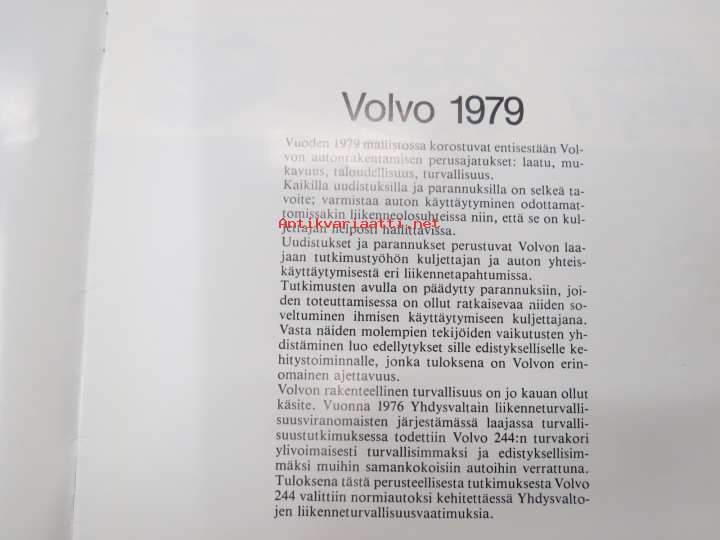 Volvo 1979
Vuoden 1979 mallistossa korostuvat entisestään Vol-
von autonrakentamisen perusajatukset: laatu, mu-
kavuus, taloudellisuus, turvallisuus.
Kaikilla uudistuksilla ja parannuksilla on selkeä ta-
voite; varmistaa auton käyttäytyminen odottamat-
tomissakin liikenneolosuhteissa niin, että se on kul-
Antikvariaatti.net
jettajan helposti hallittavissa.
Uudistukset ja parannukset perustuvat Volvon laa-
jaan tutkimustyöhön kuljettajan ja auton yhteis-
käyttäytymisestä eri liikennetapahtumissa.
Tutkimusten avulla on päädytty parannuksiin, joi-
den toteuttamisessa on ollut ratkaisevaa niiden so-
veltuminen ihmisen käyttäytymiseen kuljettajana.
Vasta näiden molempien tekijöiden vaikutusten yh-
distäminen luo edellytykset sille edistykselliselle ke-
hitystoiminnalle, jonka tuloksena on Volvon erin-
omainen ajettavuus.
Volvon rakenteellinen turvallisuus on jo kauan ollut
käsite. Vuonna 1976 Yhdysvaltain liikenneturvalli-
suusviranomaisten järjestämässä laajassa turvalli-
suustutkimuksessa todettiin Volvo 244:n turvakori
ylivoimaisesti turvallisimmaksi ja edistyksellisim-
mäksi muihin samankokoisiin autoihin verrattuna.
Tuloksena tästä perusteellisesta tutkimuksesta Volvo
244 valittiin normiautoksi kehitettäessä Yhdysvalto-
jen liikenneturvallisuusvaatimuksia.